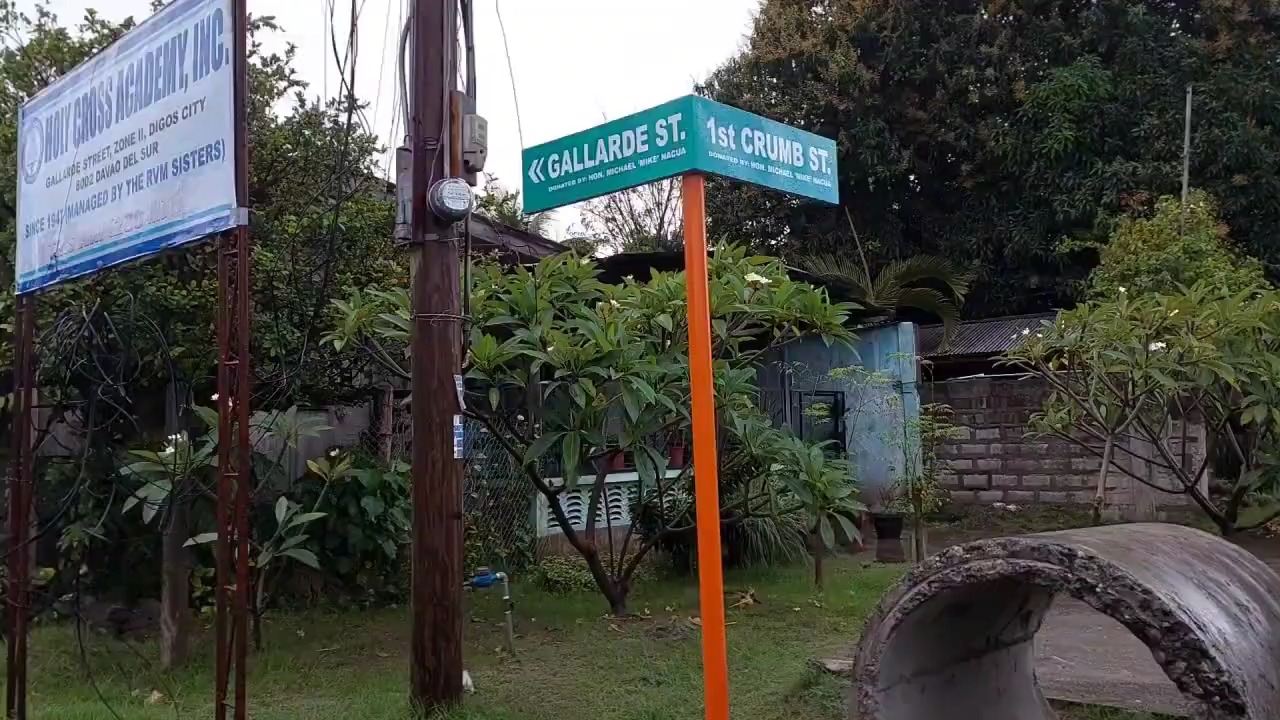 HOLY CROSS ACADEMY, INC.
GALLARDE STREET, ZONE II, DIGOS CITY
8002 DAVAO DEL SUR
SINCE 1947 (MANAGED BY THE RVM SISTERS)
«GALLARDE ST.
DONATED BY: HON. MICHAEL 'MIKE' NACUA
1st CRUMB ST.
DONATED BY: HON. MICHAEL 'MIKE' NACUA